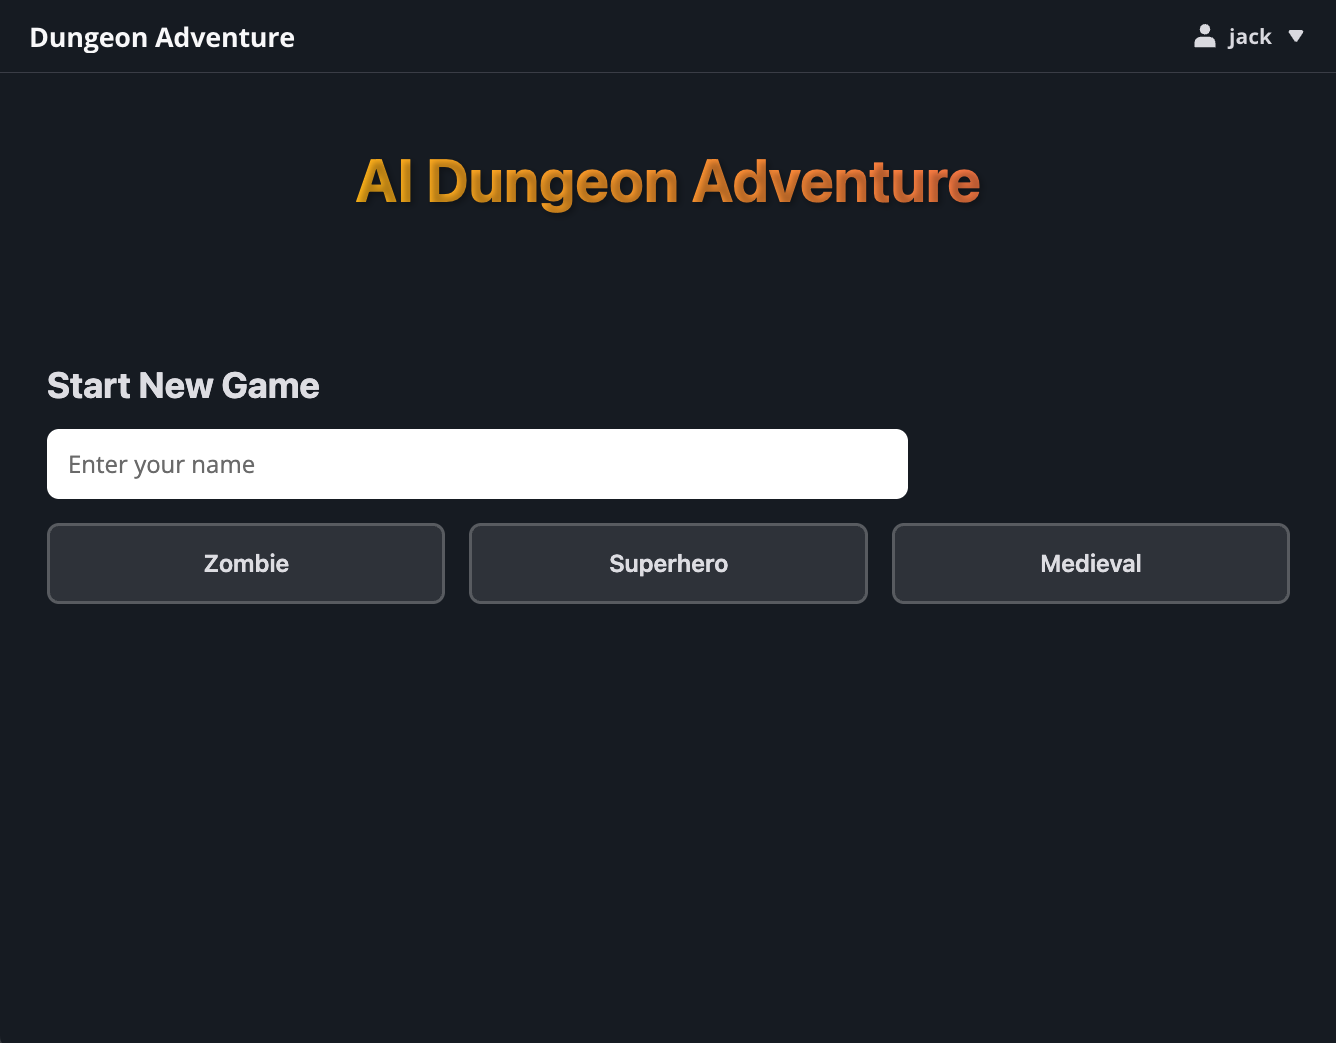 Dungeon Adventure
jack
AI Dungeon Adventure
Start New Game
Enter your name
Zombie
Superhero
Medieval